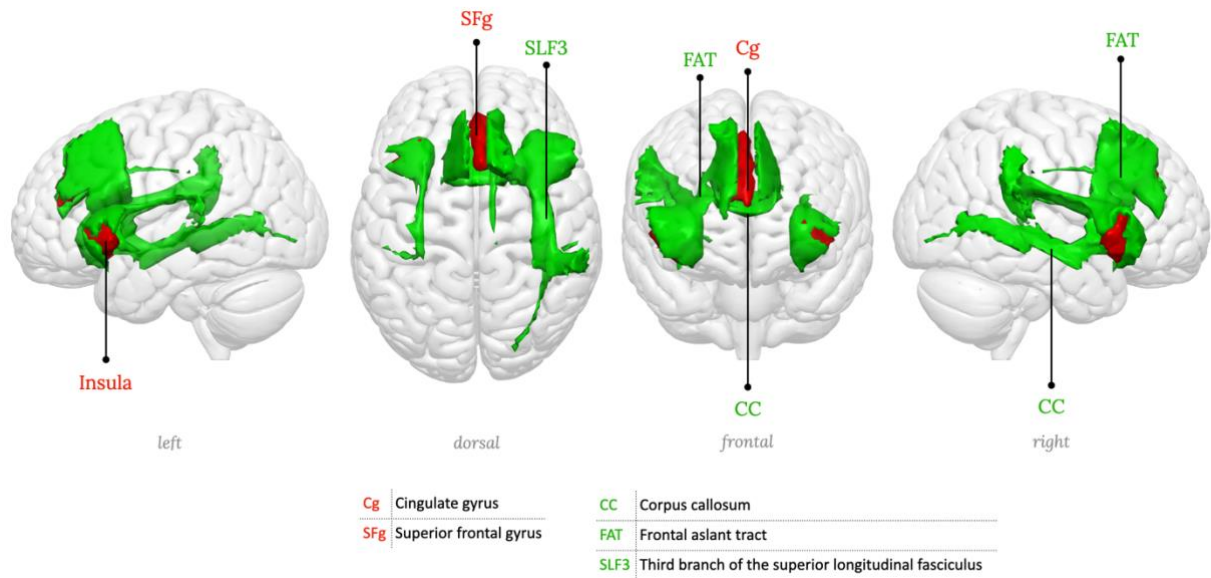 SFg
SLF3
FAT
Cg
FAT
Insula
CC
CC
left
dorsal
frontal
right
Cg Cingulate gyrus
SFg Superior frontal gyrus
CC Corpus callosum
FAT Frontal aslant tract
SLF3 Third branch of the superior longitudinal fasciculus